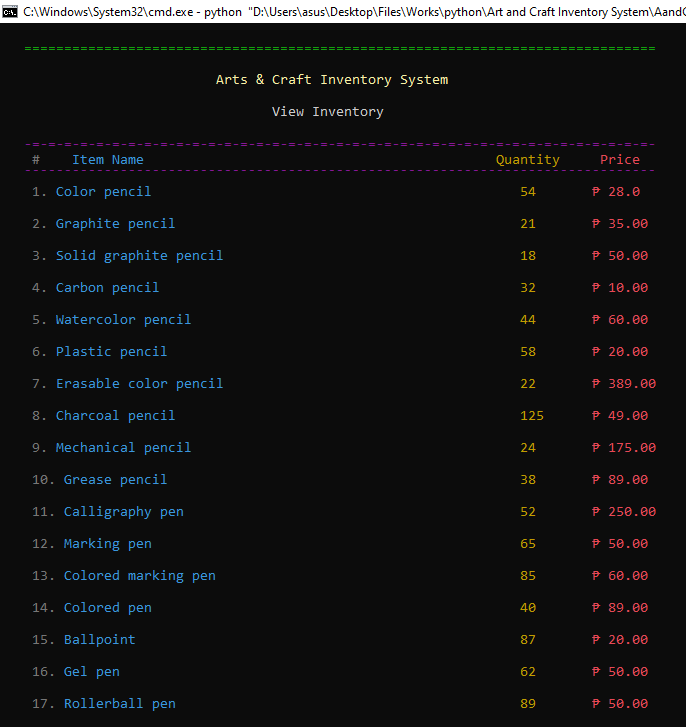 C:\Windows\System32\cmd.exe - python "D:\Users\asus\Desktop\Files\Works\python\Art and Craft Inventory System\Aand
===============================================================================
Arts & Craft Inventory System
View Inventory
-------------------------------------------------------------------------------
# Item Name Quantity Price
-------------------------------------------------------------------------------
1. Color pencil 54 ₱ 28.0
2. Graphite pencil 21 ₱ 35.00
3. Solid graphite pencil 18 ₱ 50.00
4. Carbon pencil 32 ₱ 10.00
5. Watercolor pencil 44 ₱ 60.00
6. Plastic pencil 58 ₱ 20.00
7. Erasable color pencil 22 ₱ 389.00
8. Charcoal pencil 125 ₱ 49.00
9. Mechanical pencil 24 ₱ 175.00
10. Grease pencil 38 ₱ 89.00
11. Calligraphy pen 52 ₱ 250.00
12. Marking pen 65 ₱ 50.00
13. Colored marking pen 85 ₱ 60.00
14. Colored pen 40 ₱ 89.00
15. Ballpoint 87 ₱ 20.00
16. Gel pen 62 ₱ 50.00
17. Rollerball pen 89 ₱ 50.00